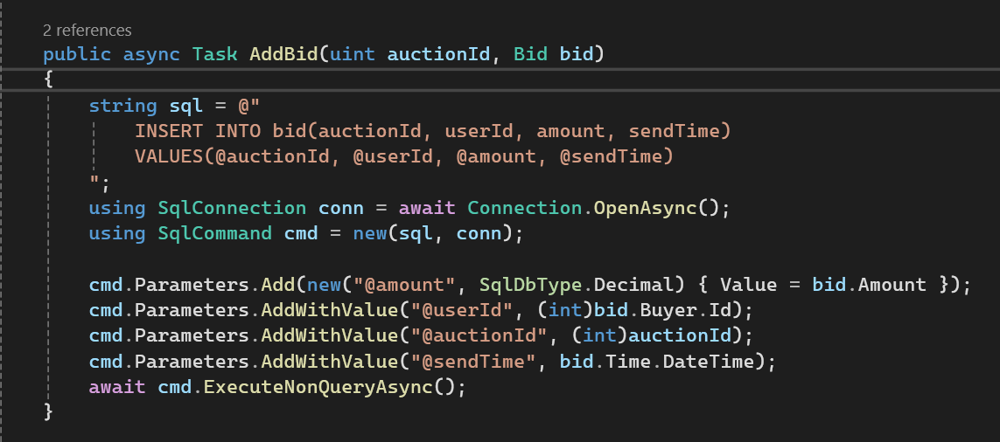 2 references
public async Task AddBid(uint auctionId, Bid bid)
{
string sql = @"
INSERT INTO bid(auctionId, userId, amount, sendTime)
VALUES(@auctionId, @userId, @amount, @sendTime)
";
using SqlConnection conn = await Connection.OpenAsync();
using SqlCommand cmd = new(sql, conn);
cmd.Parameters.Add(new("@amount", SqlDbType.Decimal) { Value = bid.Amount });
cmd.Parameters.AddWithValue("@userId", (int)bid.Buyer.Id);
cmd.Parameters.AddWithValue("@auctionId", (int)auctionId);
cmd.Parameters.AddWithValue("@sendTime", bid.Time.DateTime);
await cmd.ExecuteNonQueryAsync();
}